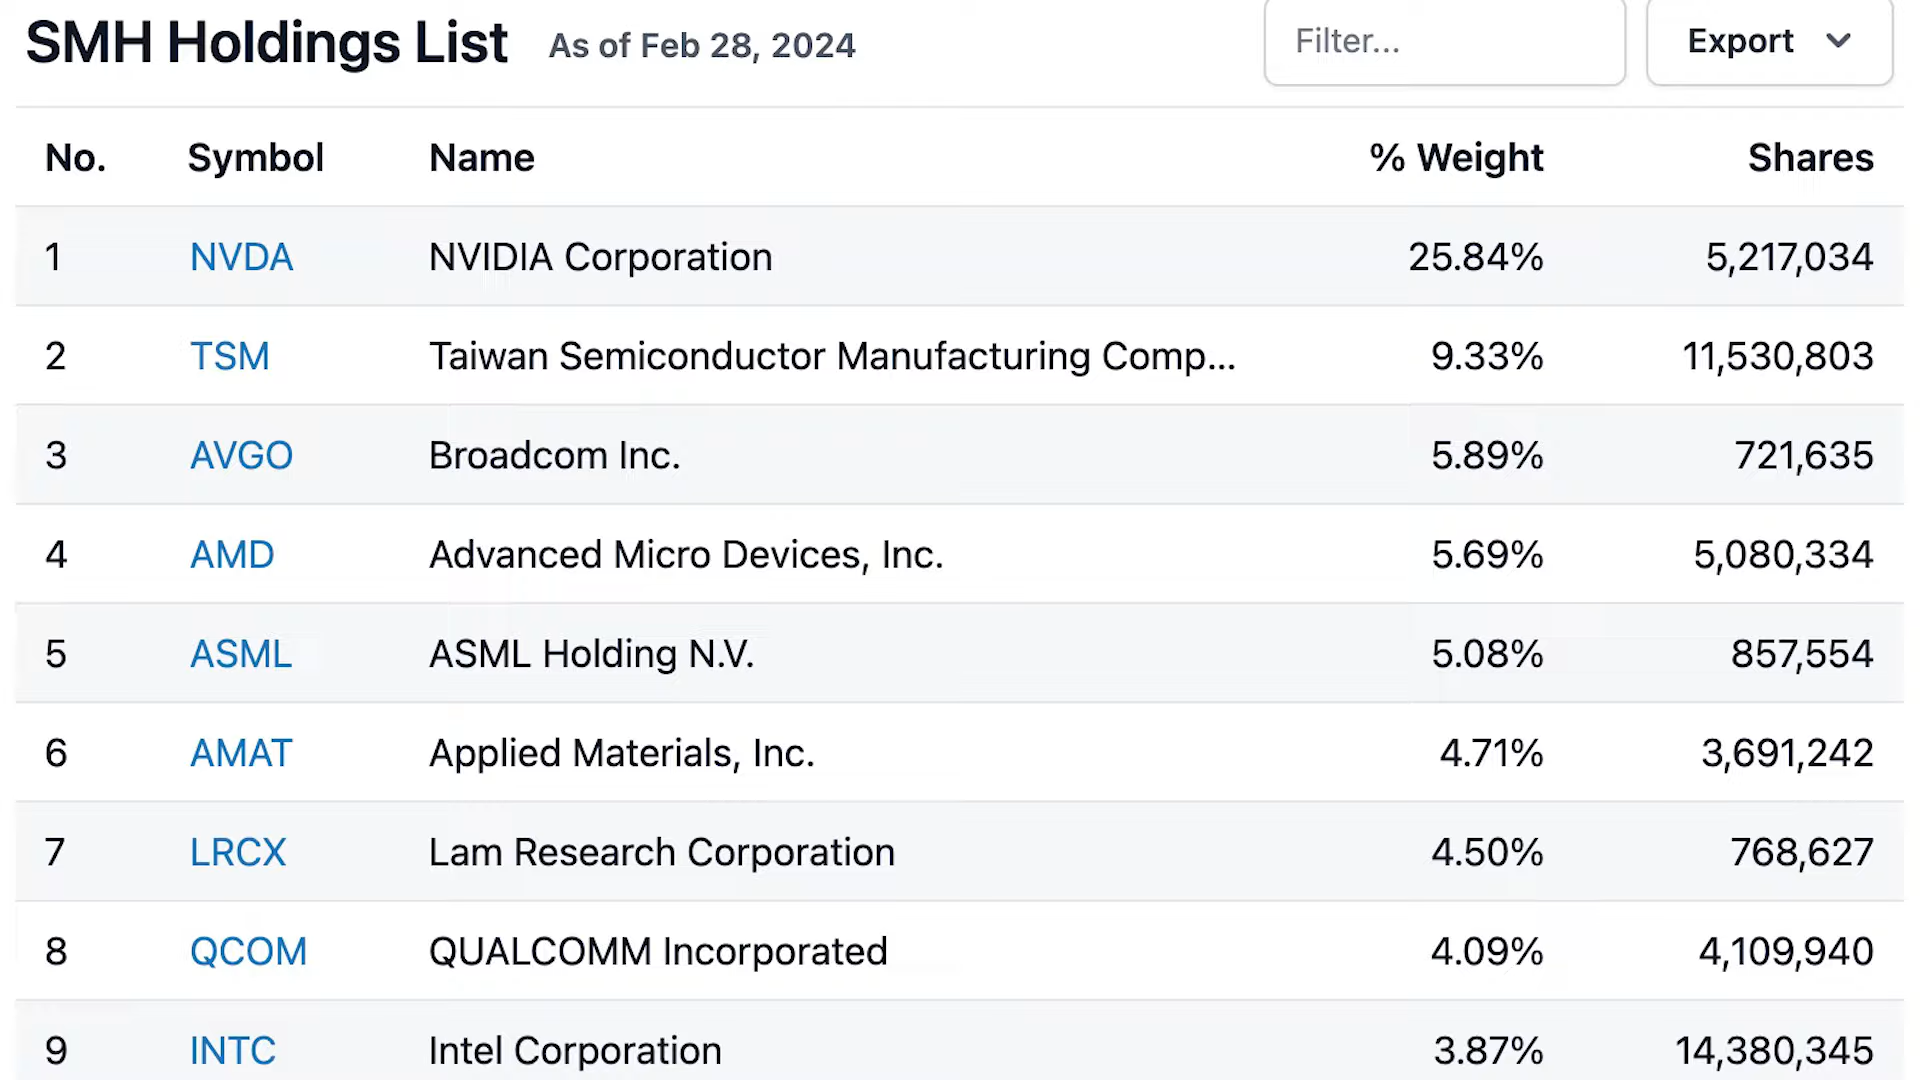 SMH Holdings List As of Feb 28, 2024 Filter... Export
No. Symbol Name % Weight Shares
1 NVDA NVIDIA Corporation 25.84% 5,217,034
2 TSM Taiwan Semiconductor Manufacturing Comp... 9.33% 11,530,803
3 AVGO Broadcom Inc. 5.89% 721,635
4 AMD Advanced Micro Devices, Inc. 5.69% 5,080,334
5 ASML ASML Holding N.V. 5.08% 857,554
6 AMAT Applied Materials, Inc. 4.71% 3,691,242
7 LRCX Lam Research Corporation 4.50% 768,627
8 QCOM QUALCOMM Incorporated 4.09% 4,109,940
9 INTC Intel Corporation 3.87% 14,380,345